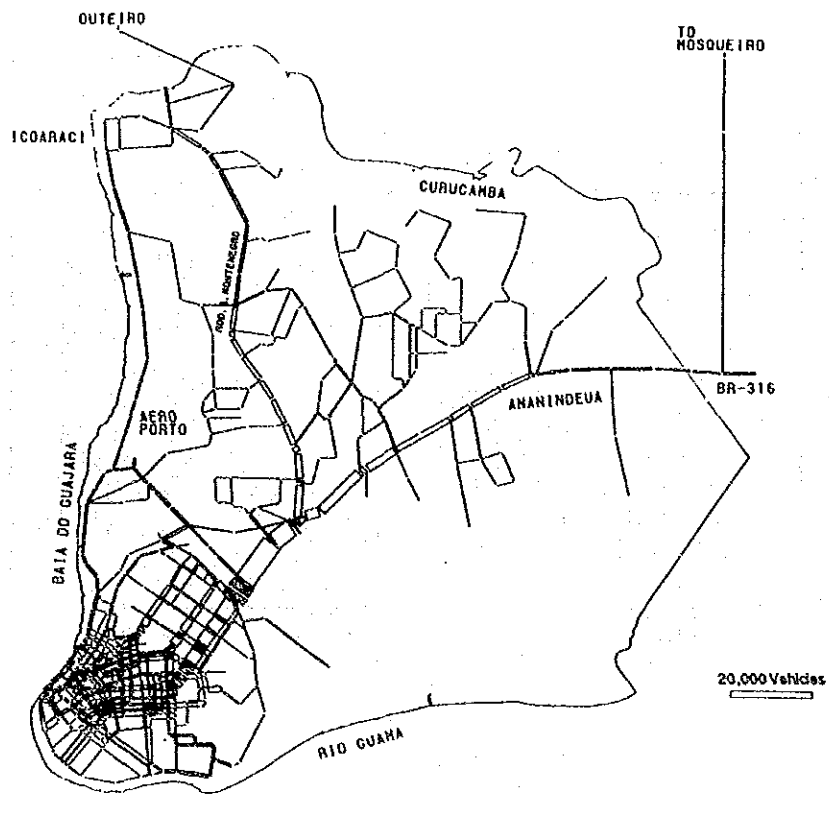 OUTEIRO
TO
MOSQUEIRO
ICOARACI
CURUCAMBA
ROD. A. MONTENEGRO
BR-316
ANANINDEUA
AERO
PORTO
BAIA DO GUAJARA
20,000 Vehicles
RIO GUAMA